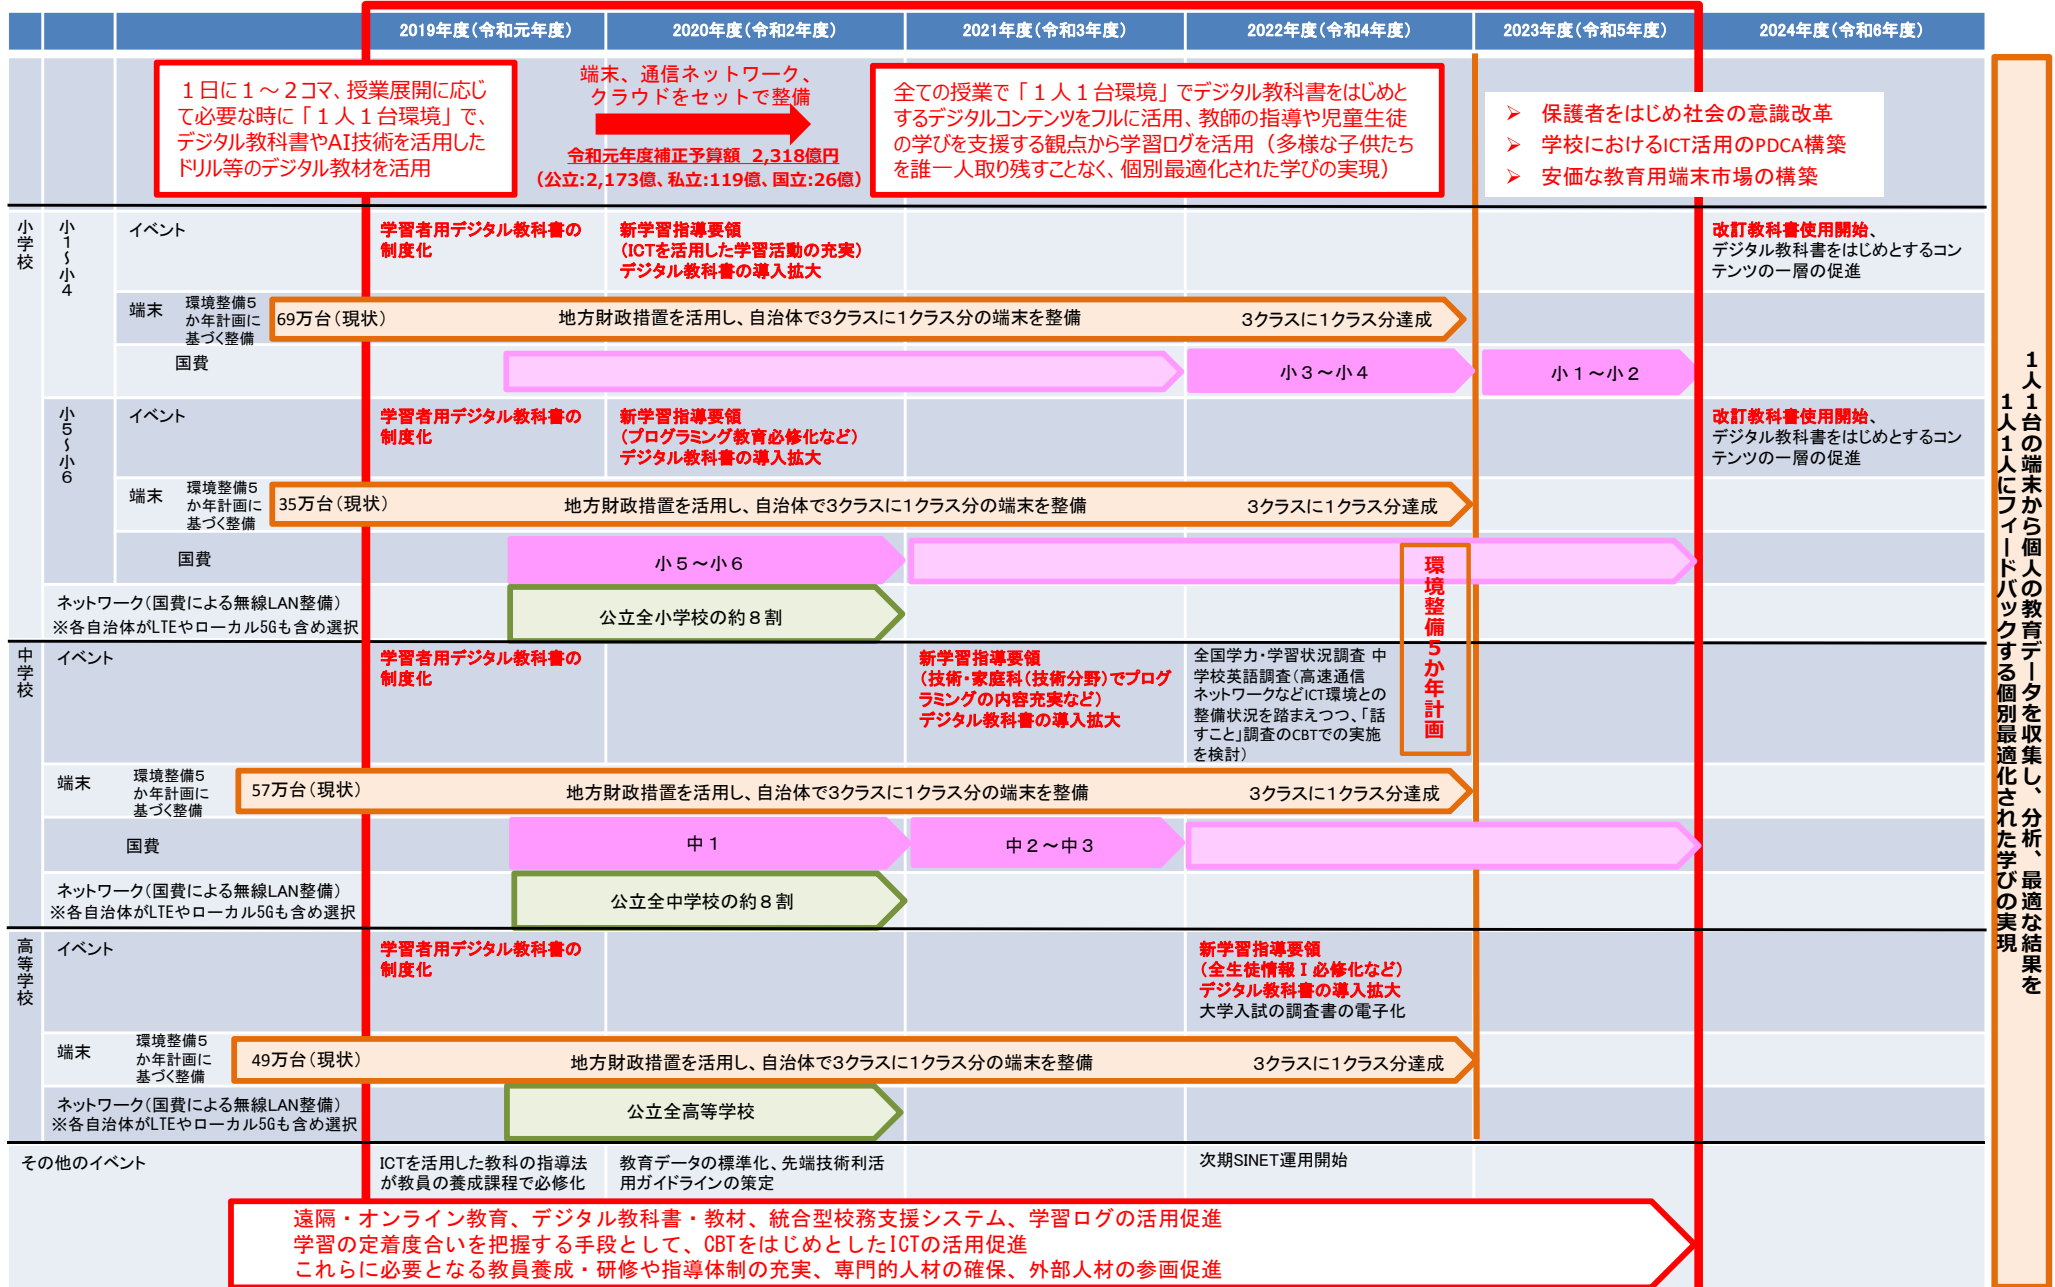 2019年度(令和元年度)
2020年度(令和2年度)
2021年度(令和3年度)
2022年度(令和4年度)
2023年度(令和5年度)
2024年度(令和6年度)
１日に１～２コマ、授業展開に応じ
て必要な時に「１人１台環境」で、
デジタル教科書やAI技術を活用した
ドリル等のデジタル教材を活用
端末、通信ネットワーク、
クラウドをセットで整備
令和元年度補正予算額 2,318億円
（公立:2,173億、私立:119億、国立:26億）
全ての授業で「１人１台環境」でデジタル教科書をはじめと
するデジタルコンテンツをフルに活用、教師の指導や児童生徒
の学びを支援する観点から学習ログを活用（多様な子供たち
を誰一人取り残すことなく、個別最適化された学びの実現）
➢ 保護者をはじめ社会の意識改革
➢ 学校におけるICT活用のPDCA構築
➢ 安価な教育用端末市場の構築
小学校
小1～小4
イベント
学習者用デジタル教科書の
制度化
新学習指導要領
(ICTを活用した学習活動の充実)
デジタル教科書の導入拡大
改訂教科書使用開始、
デジタル教科書をはじめとするコン
テンツの一層の促進
端末
環境整備5
か年計画に
基づく整備
69万台(現状)
地方財政措置を活用し、自治体で3クラスに1クラス分の端末を整備
3クラスに1クラス分達成
国費
小３～小４
小１～小２
小5～小6
イベント
学習者用デジタル教科書の
制度化
新学習指導要領
(プログラミング教育必修化など)
デジタル教科書の導入拡大
改訂教科書使用開始、
デジタル教科書をはじめとするコン
テンツの一層の促進
端末
環境整備5
か年計画に
基づく整備
35万台(現状)
地方財政措置を活用し、自治体で3クラスに1クラス分の端末を整備
3クラスに1クラス分達成
国費
小５～小６
ネットワーク(国費による無線LAN整備)
※各自治体がLTEやローカル5Gも含め選択
公立全小学校の約８割
環境整備5か年計画
中学校
イベント
学習者用デジタル教科書の
制度化
新学習指導要領
(技術・家庭科(技術分野)でプログ
ラミングの内容充実など)
デジタル教科書の導入拡大
全国学力・学習状況調査 中
学校英語調査(高速通信
ネットワークなどICT環境との
整備状況を踏まえつつ、「話
すこと」調査のCBTでの実施
を検討)
端末
環境整備5
か年計画に
基づく整備
57万台(現状)
地方財政措置を活用し、自治体で3クラスに1クラス分の端末を整備
3クラスに1クラス分達成
国費
中１
中２～中３
ネットワーク(国費による無線LAN整備)
※各自治体がLTEやローカル5Gも含め選択
公立全中学校の約８割
高等学校
イベント
学習者用デジタル教科書の
制度化
新学習指導要領
(全生徒情報Ⅰ必修化など)
デジタル教科書の導入拡大
大学入試の調査書の電子化
端末
環境整備5
か年計画に
基づく整備
49万台(現状)
地方財政措置を活用し、自治体で3クラスに1クラス分の端末を整備
3クラスに1クラス分達成
ネットワーク(国費による無線LAN整備)
※各自治体がLTEやローカル5Gも含め選択
公立全高等学校
その他のイベント
ICTを活用した教科の指導法
が教員の養成課程で必修化
教育データの標準化、先端技術利活
用ガイドラインの策定
次期SINET運用開始
遠隔・オンライン教育、デジタル教科書・教材、統合型校務支援システム、学習ログの活用促進
学習の定着度合いを把握する手段として、CBTをはじめとしたICTの活用促進
これらに必要となる教員養成・研修や指導体制の充実、専門的人材の確保、外部人材の参画促進
1人1台の端末から個人の教育データを収集し、分析、最適な結果を
1人1人にフィードバックする個別最適化された学びの実現